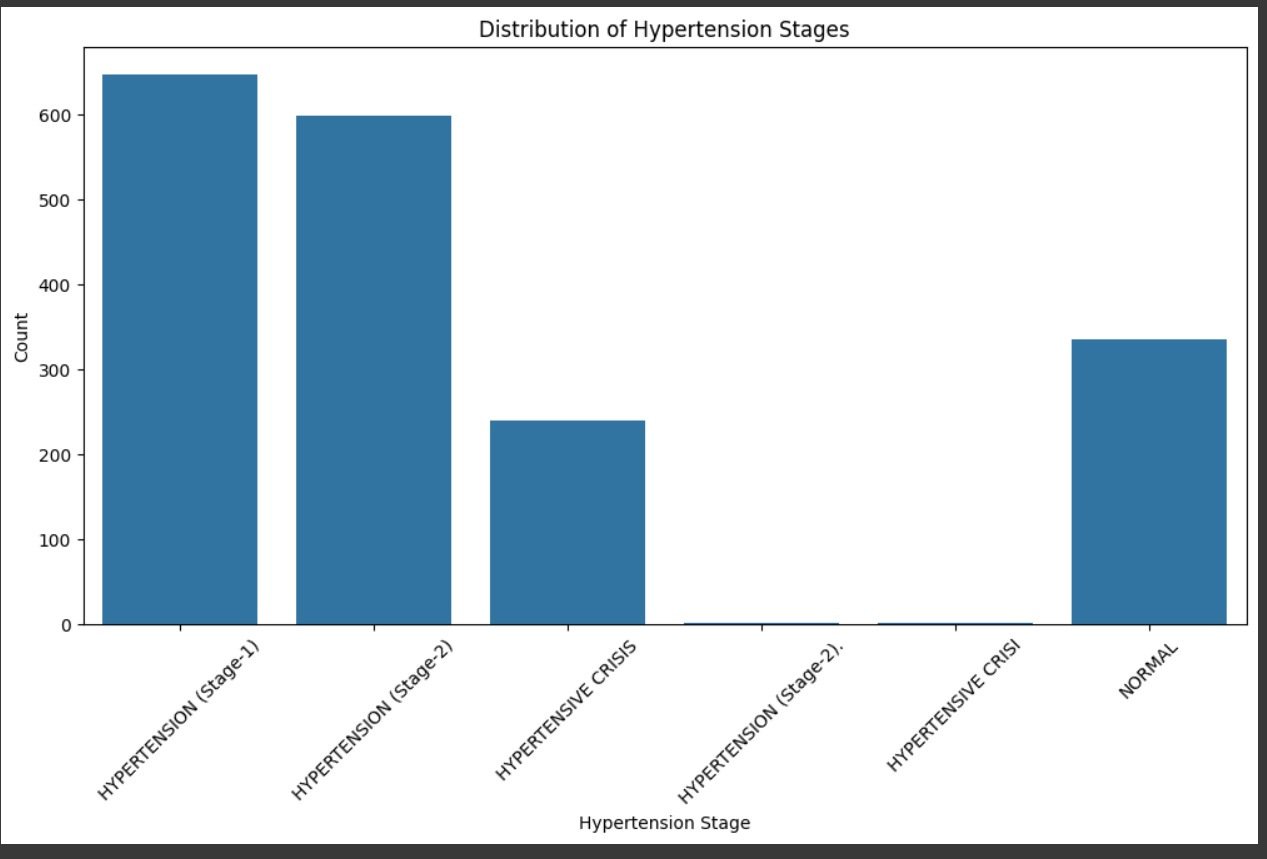 Distribution of Hypertension Stages
Count
600
500
400
300
200
100
0
HYPERTENSION (Stage-1)
HYPERTENSION (Stage-2)
HYPERTENSIVE CRISIS
HYPERTENSION (Stage-2).
HYPERTENSIVE CRISI
NORMAL
Hypertension Stage